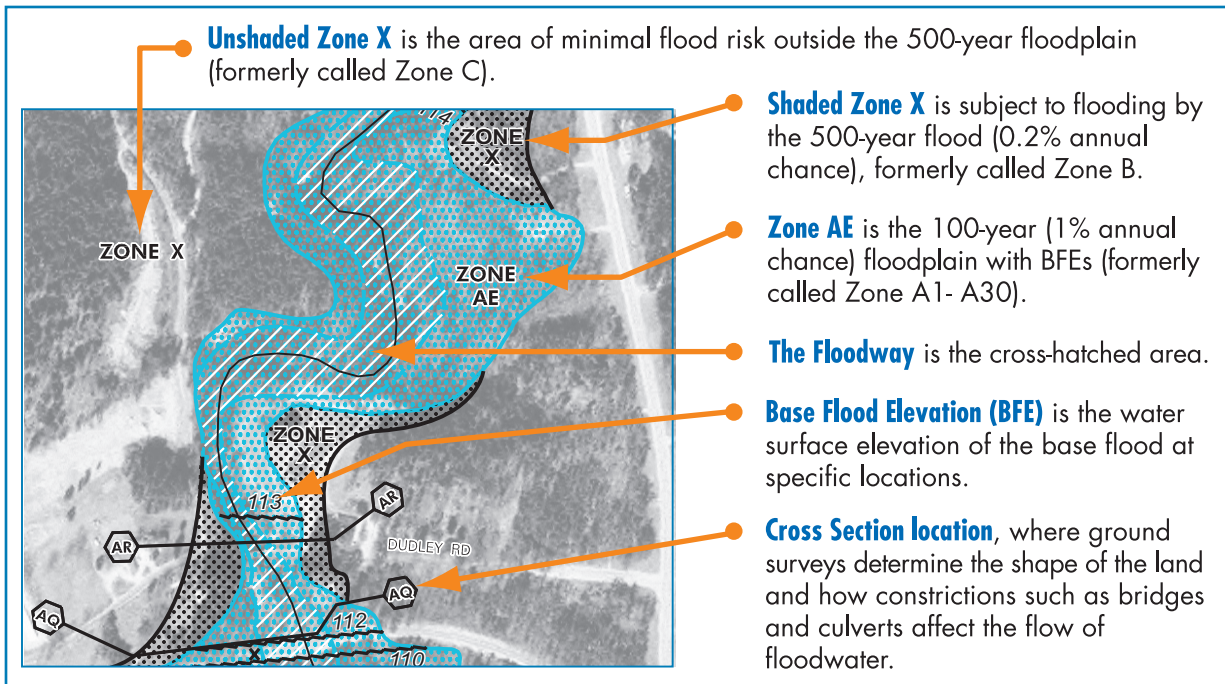 Unshaded Zone X is the area of minimal flood risk outside the 500-year floodplain
(formerly called Zone C).
Shaded Zone X is subject to flooding by
the 500-year flood (0.2% annual
chance), formerly called Zone B.
Zone AE is the 100-year (1% annual
chance) floodplain with BFEs (formerly
called Zone A1- A30).
The Floodway is the cross-hatched area.
Base Flood Elevation (BFE) is the water
surface elevation of the base flood at
specific locations.
Cross Section location, where ground
surveys determine the shape of the land
and how constrictions such as bridges
and culverts affect the flow of
floodwater.
114
ZONE
X
ZONE X
ZONE
AE
ZONE
X
113
AR
AR
DUDLEY RD
AQ
AQ
112
X
110